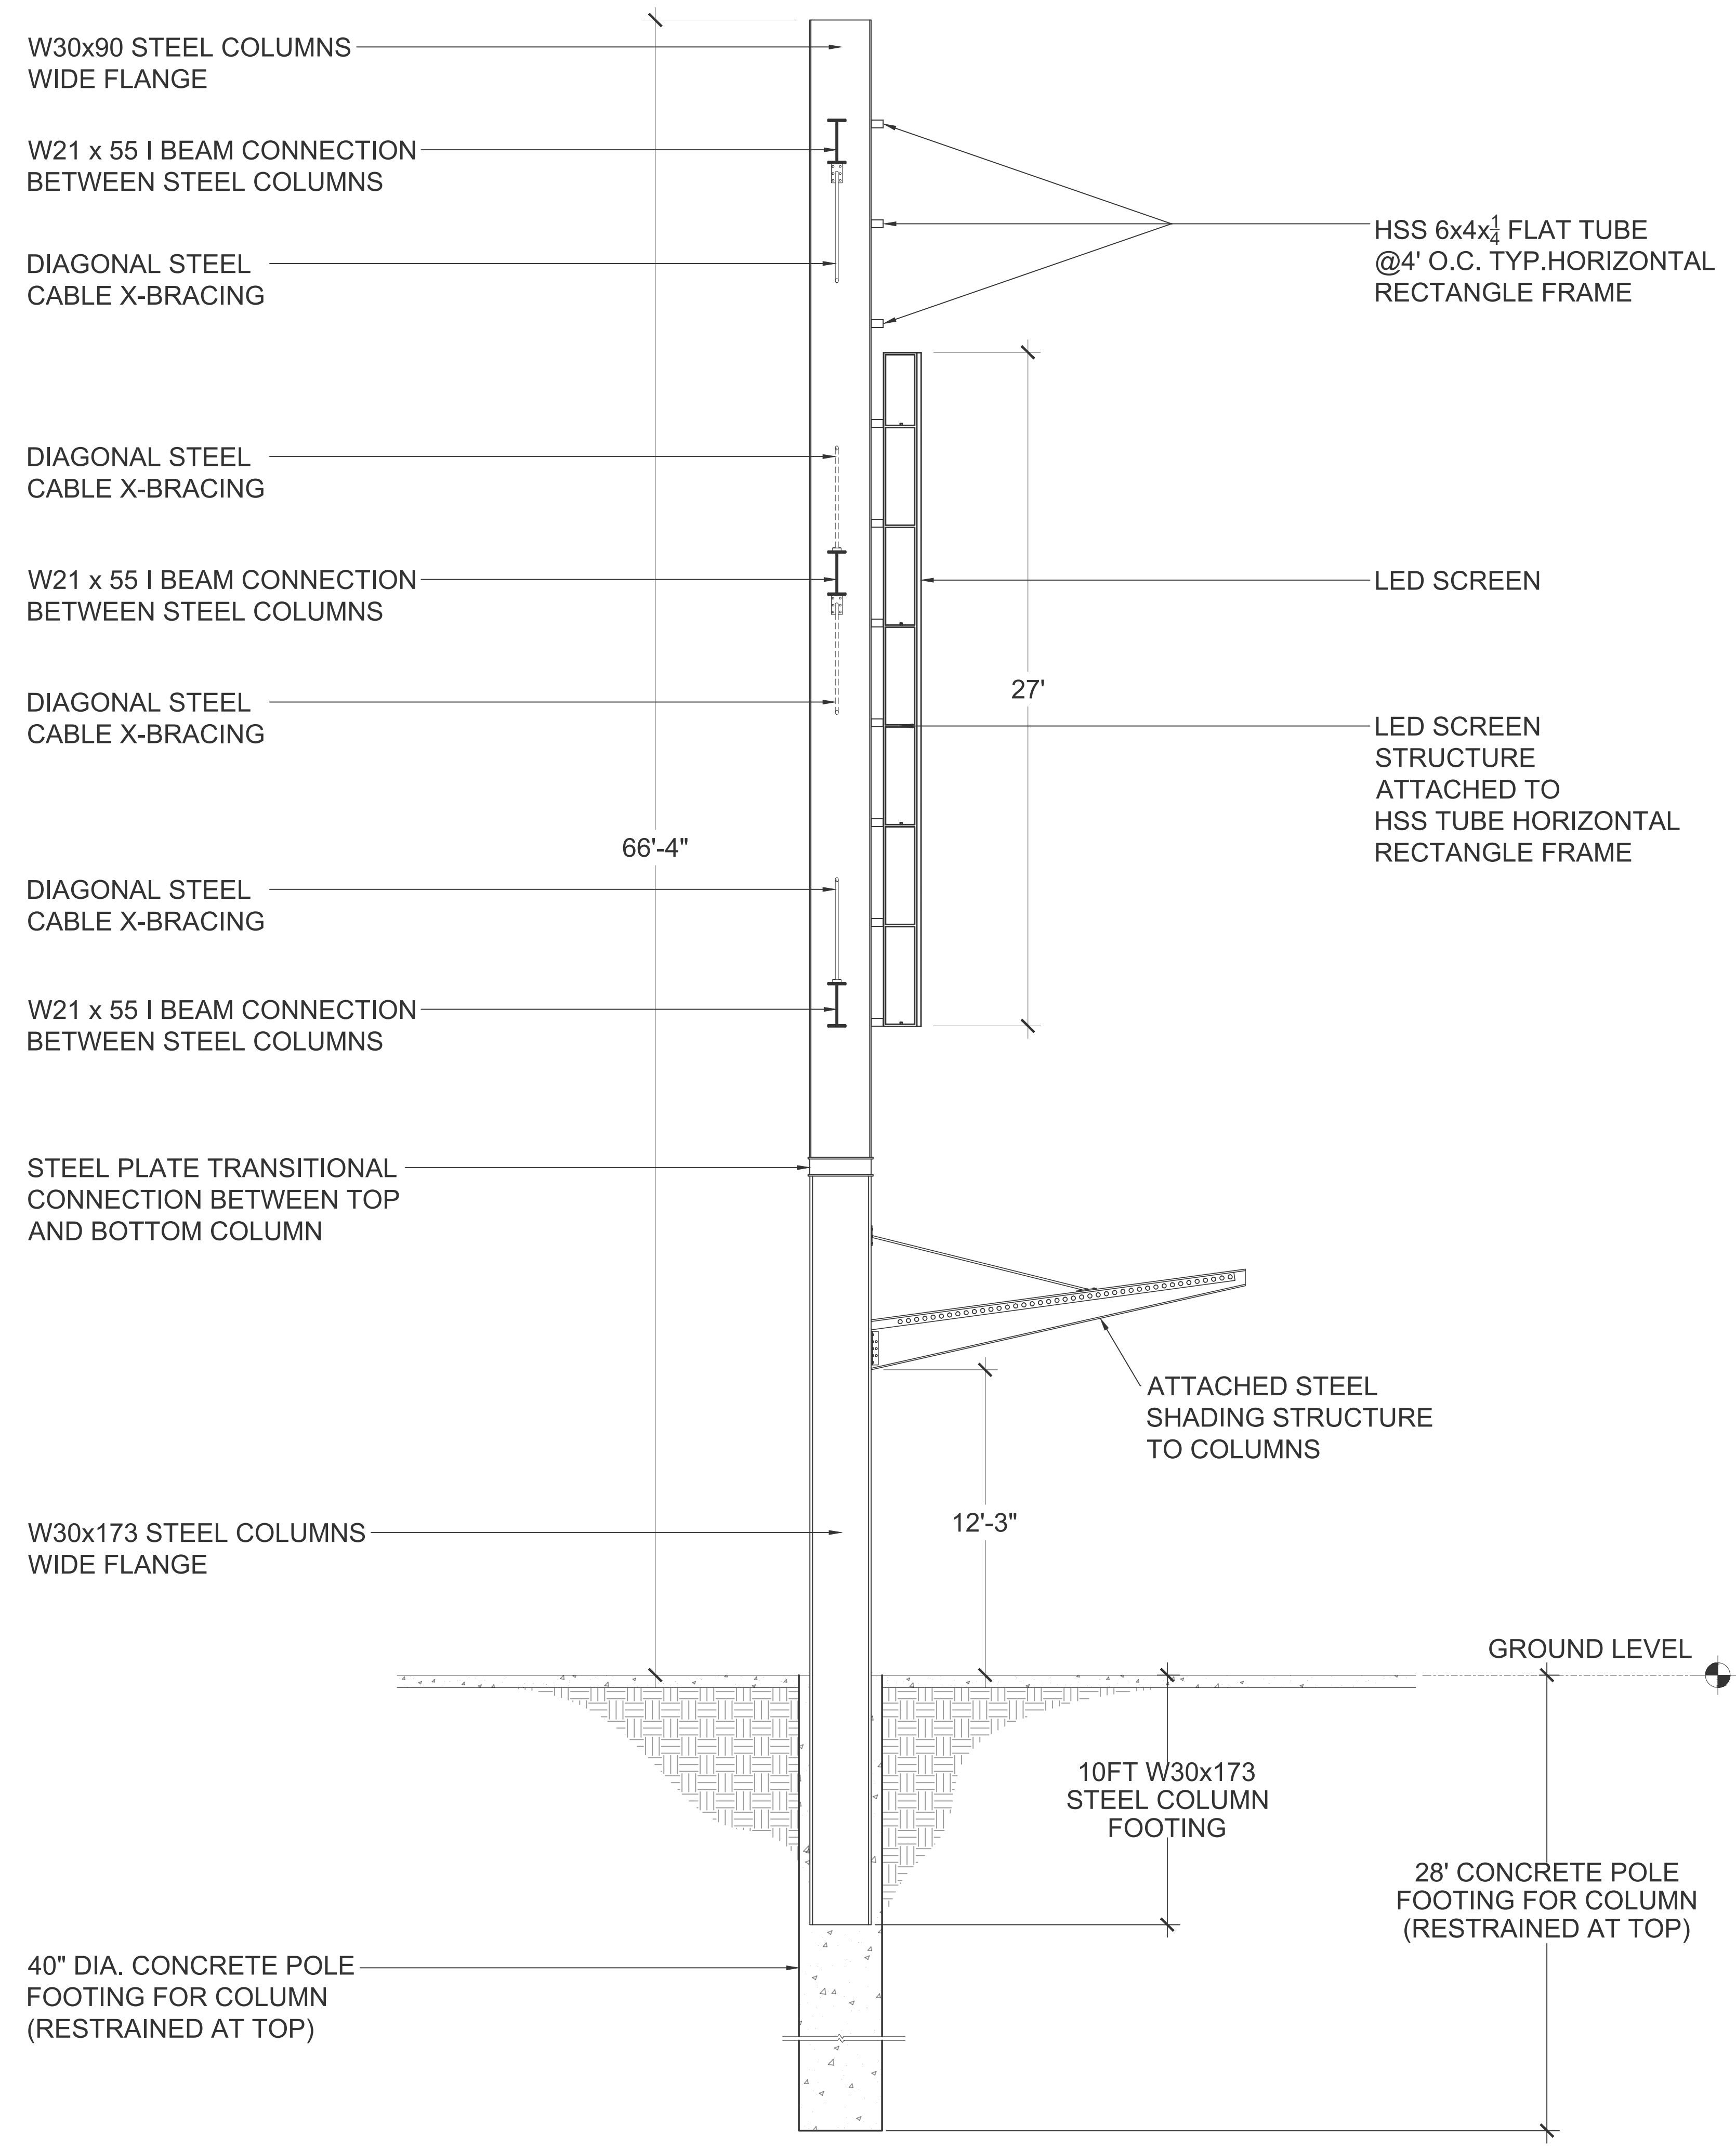 W30x90 STEEL COLUMNS
WIDE FLANGE
W21 x 55 I BEAM CONNECTION
BETWEEN STEEL COLUMNS
DIAGONAL STEEL
CABLE X-BRACING
HSS 6x4x1/4 FLAT TUBE
@4' O.C. TYP.HORIZONTAL
RECTANGLE FRAME
DIAGONAL STEEL
CABLE X-BRACING
W21 x 55 I BEAM CONNECTION
BETWEEN STEEL COLUMNS
LED SCREEN
27'
DIAGONAL STEEL
CABLE X-BRACING
LED SCREEN
STRUCTURE
ATTACHED TO
HSS TUBE HORIZONTAL
RECTANGLE FRAME
66'-4"
DIAGONAL STEEL
CABLE X-BRACING
W21 x 55 I BEAM CONNECTION
BETWEEN STEEL COLUMNS
STEEL PLATE TRANSITIONAL
CONNECTION BETWEEN TOP
AND BOTTOM COLUMN
ATTACHED STEEL
SHADING STRUCTURE
TO COLUMNS
12'-3"
W30x173 STEEL COLUMNS
WIDE FLANGE
GROUND LEVEL
10FT W30x173
STEEL COLUMN
FOOTING
28' CONCRETE POLE
FOOTING FOR COLUMN
(RESTRAINED AT TOP)
40" DIA. CONCRETE POLE
FOOTING FOR COLUMN
(RESTRAINED AT TOP)